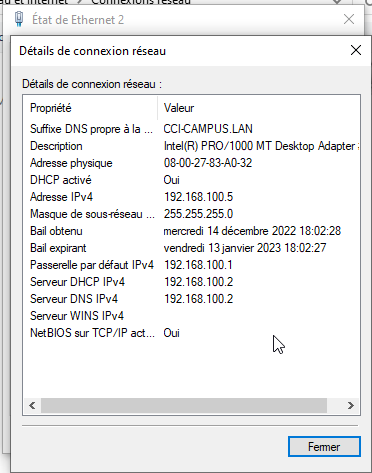 Connexions réseau
État de Ethernet 2
Détails de connexion réseau
Détails de connexion réseau :
Propriété Valeur
Suffixe DNS propre à la ... CCI-CAMPUS.LAN
Description Intel(R) PRO/1000 MT Desktop Adapter
Adresse physique 08-00-27-83-A0-32
DHCP activé Oui
Adresse IPv4 192.168.100.5
Masque de sous-réseau ... 255.255.255.0
Bail obtenu mercredi 14 décembre 2022 18:02:28
Bail expirant vendredi 13 janvier 2023 18:02:27
Passerelle par défaut IPv4 192.168.100.1
Serveur DHCP IPv4 192.168.100.2
Serveur DNS IPv4 192.168.100.2
Serveur WINS IPv4
NetBIOS sur TCP/IP act... Oui
Fermer